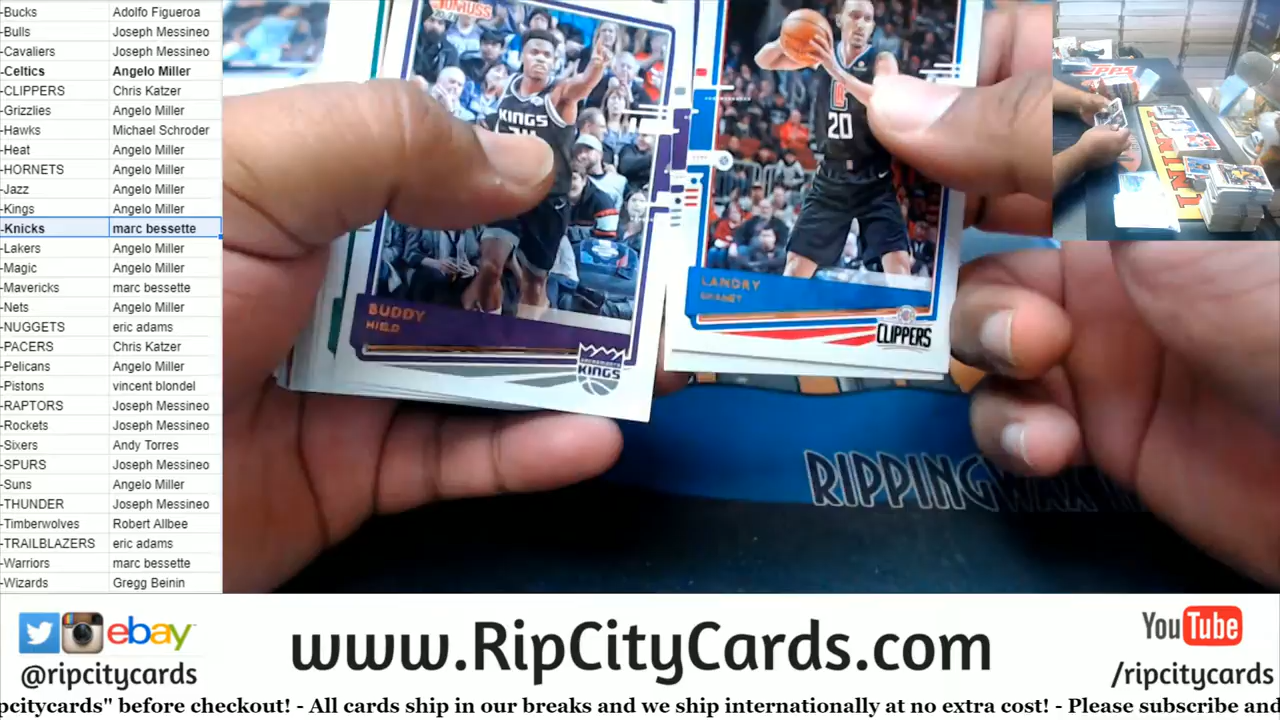 -Bucks Adolfo Figueroa
-Bulls Joseph Messineo
-Cavaliers Joseph Messineo
-Celtics Angelo Miller
-CLIPPERS Chris Katzer
-Grizzlies Angelo Miller
-Hawks Michael Schroder
-Heat Angelo Miller
-HORNETS Angelo Miller
-Jazz Angelo Miller
-Kings Angelo Miller
-Knicks marc bessette
-Lakers Angelo Miller
-Magic Angelo Miller
-Mavericks marc bessette
-Nets Angelo Miller
-NUGGETS eric adams
-PACERS Chris Katzer
-Pelicans Angelo Miller
-Pistons vincent blondel
-RAPTORS Joseph Messineo
-Rockets Joseph Messineo
-Sixers Andy Torres
-SPURS Joseph Messineo
-Suns Angelo Miller
-THUNDER Joseph Messineo
-Timberwolves Robert Allbee
-TRAILBLAZERS eric adams
-Warriors marc bessette
-Wizards Gregg Beinin
KINGS
BUDDY
HIELD
SACRAMENTO
KINGS
20
LANDRY
SHAMET
CLIPPERS
RIPPINGWAX
ebay
@ripcitycards
www.RipCityCards.com
YouTube
/ripcitycards
pcitycards" before checkout! - All cards ship in our breaks and we ship internationally at no extra cost! - Please subscribe and